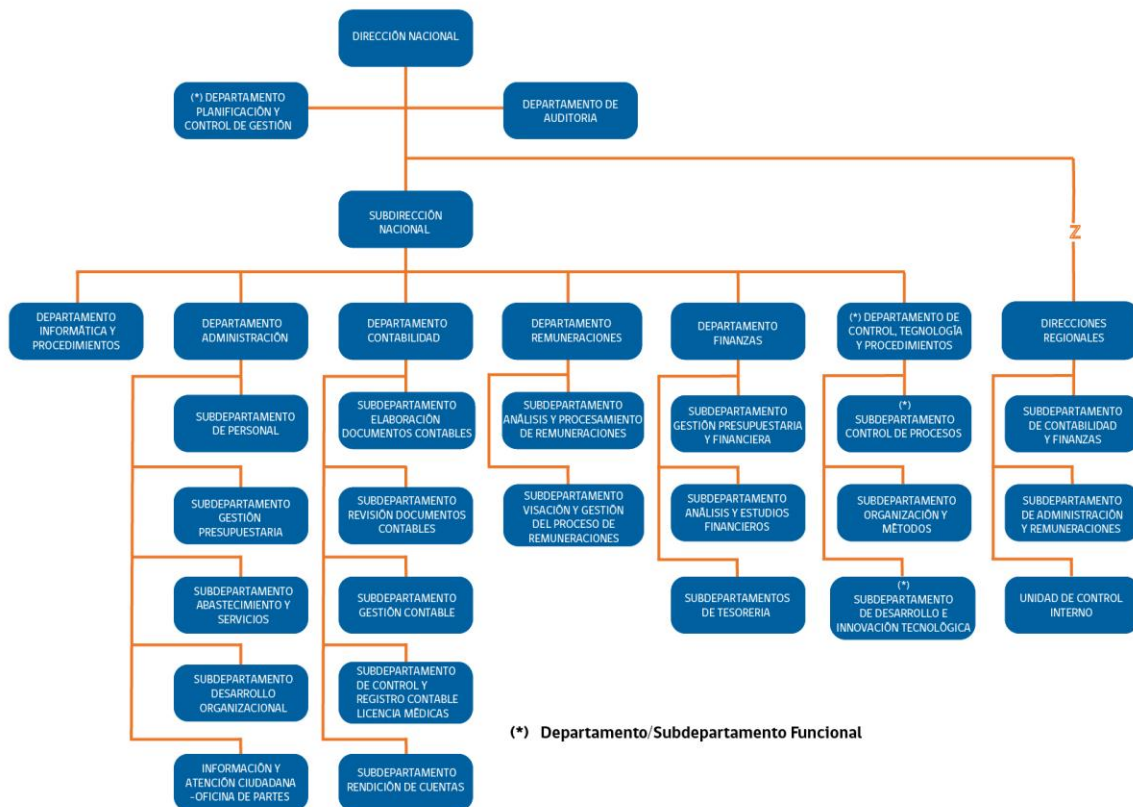 DIRECCIÓN NACIONAL
(*) DEPARTAMENTO
PLANIFICACIÓN Y
CONTROL DE GESTIÓN
DEPARTAMENTO DE
AUDITORIA
SUBDIRECCIÓN
NACIONAL
Z
DEPARTAMENTO
INFORMÁTICA Y
PROCEDIMIENTOS
DEPARTAMENTO
ADMINISTRACIÓN
DEPARTAMENTO
CONTABILIDAD
DEPARTAMENTO
REMUNERACIONES
DEPARTAMENTO
FINANZAS
(*) DEPARTAMENTO DE
CONTROL, TEGNOLOGÍA
Y PROCEDIMIENTOS
DIRECCIONES
REGIONALES
SUBDEPARTAMENTO
DE PERSONAL
SUBDEPARTAMENTO
ELABORACIÓN
DOCUMENTOS CONTABLES
SUBDEPARTAMENTO
ANÁLISIS Y PROCESAMIENTO
DE REMUNERACIONES
SUBDEPARTAMENTO
GESTIÓN PRESUPUESTARIA
Y FINANCIERA
(*)
SUBDEPARTAMENTO
CONTROL DE PROCESOS
SUBDEPARTAMENTO
DE CONTABILIDAD
Y FINANZAS
SUBDEPARTAMENTO
GESTIÓN
PRESUPUESTARIA
SUBDEPARTAMENTO
REVISIÓN DOCUMENTOS
CONTABLES
SUBDEPARTAMENTO
VISACIÓN Y GESTIÓN
DEL PROCESO DE
REMUNERACIONES
SUBDEPARTAMENTO
ANÁLISIS Y ESTUDIOS
FINANCIEROS
SUBDEPARTAMENTO
ORGANIZACIÓN Y
MÉTODOS
SUBDEPARTAMENTO
DE ADMINISTRACIÓN
Y REMUNERACIONES
SUBDEPARTAMENTO
ABASTECIMIENTO Y
SERVICIOS
SUBDEPARTAMENTO
GESTIÓN CONTABLE
SUBDEPARTAMENTOS
DE TESORERIA
(*)
SUBDEPARTAMENTO
DE DESARROLLO E
INNOVACIÓN TECNOLÓGICA
UNIDAD DE CONTROL
INTERNO
SUBDEPARTAMENTO
DESARROLLO
ORGANIZACIONAL
SUBDEPARTAMENTO
DE CONTROL Y
REGISTRO CONTABLE
LICENCIA MÉDICAS
(*) Departamento/Subdepartamento Funcional
INFORMACIÓN Y
ATENCIÓN CIUDADANA
-OFICINA DE PARTES
SUBDEPARTAMENTO
RENDICIÓN DE CUENTAS